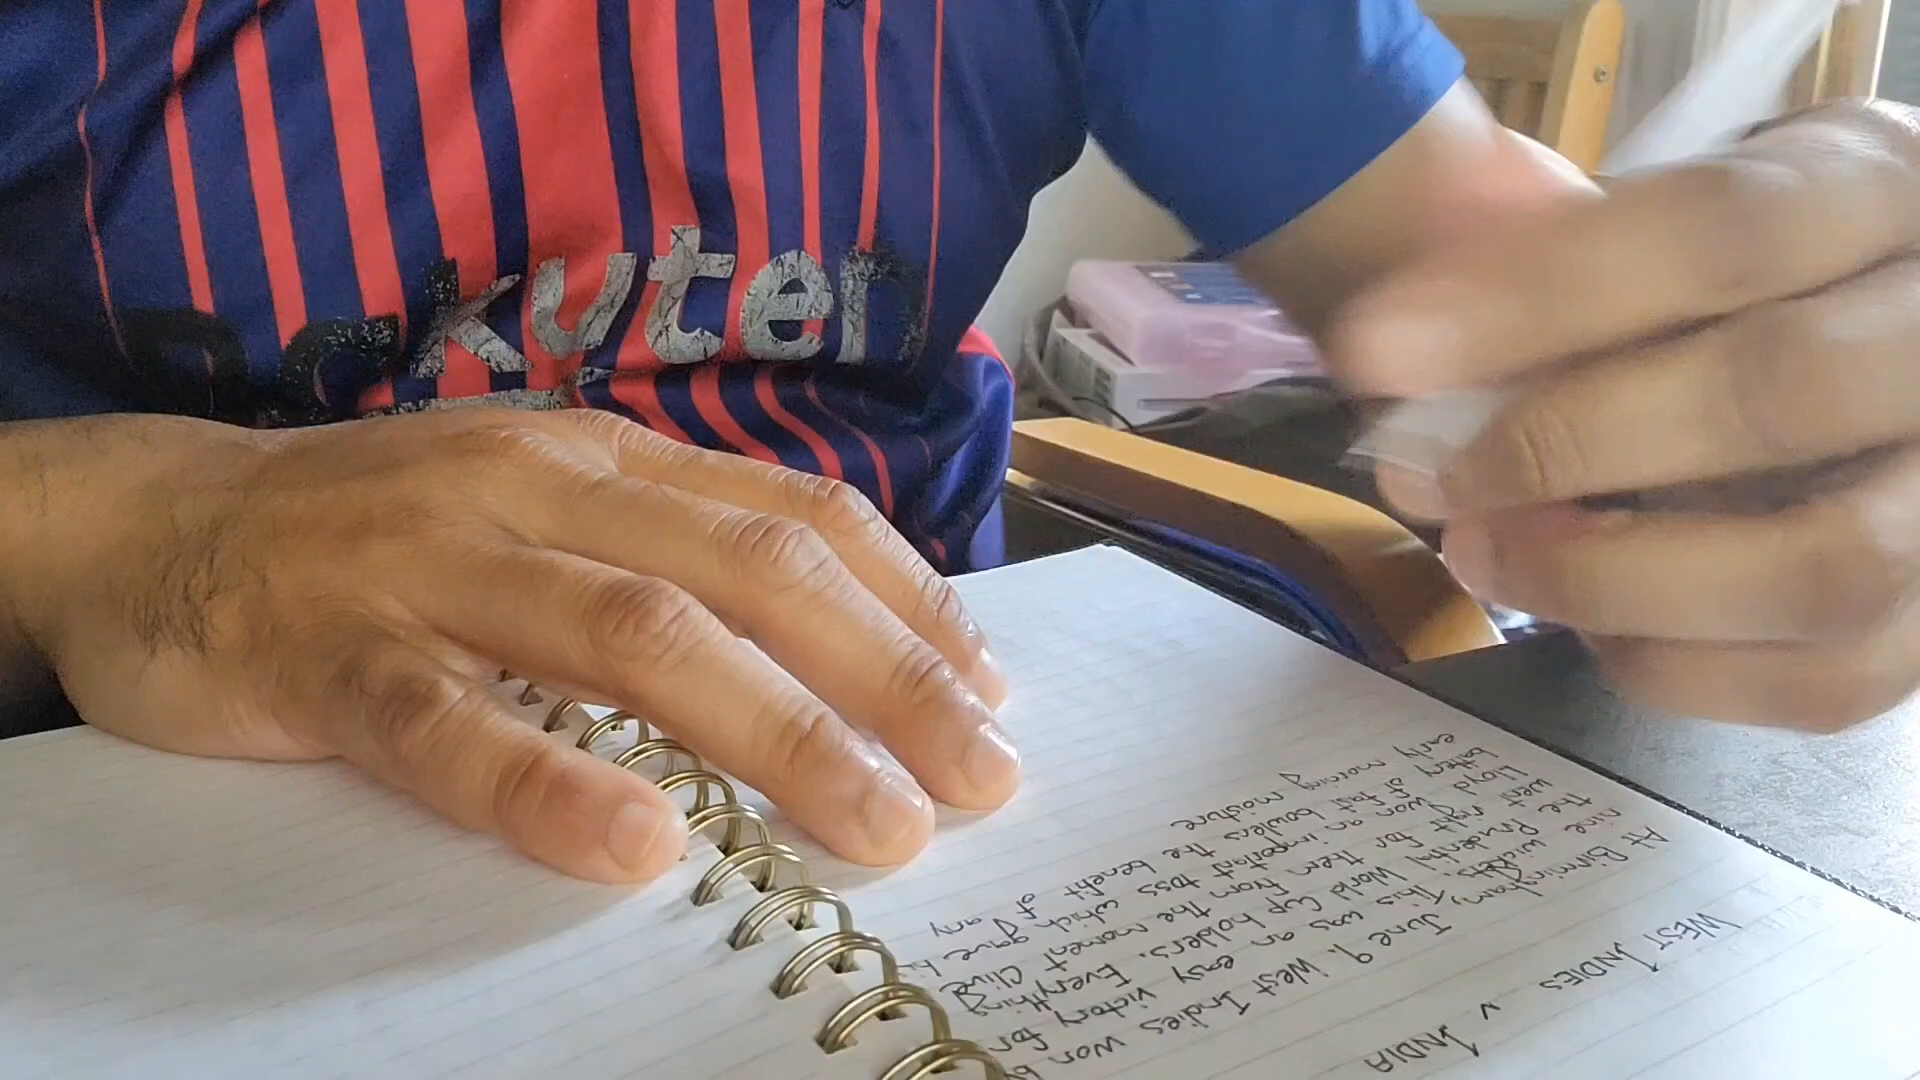 Rakuten
WEST INDIES v INDIA
At Birmingham, June 9. West Indies won
nine wickets. This was an easy victory for
the Prudential World Cup holders. Everything
went right for them from the moment Clive
Lloyd won an important toss which gave
battery of fast bowlers the benefit of any
early morning moisture